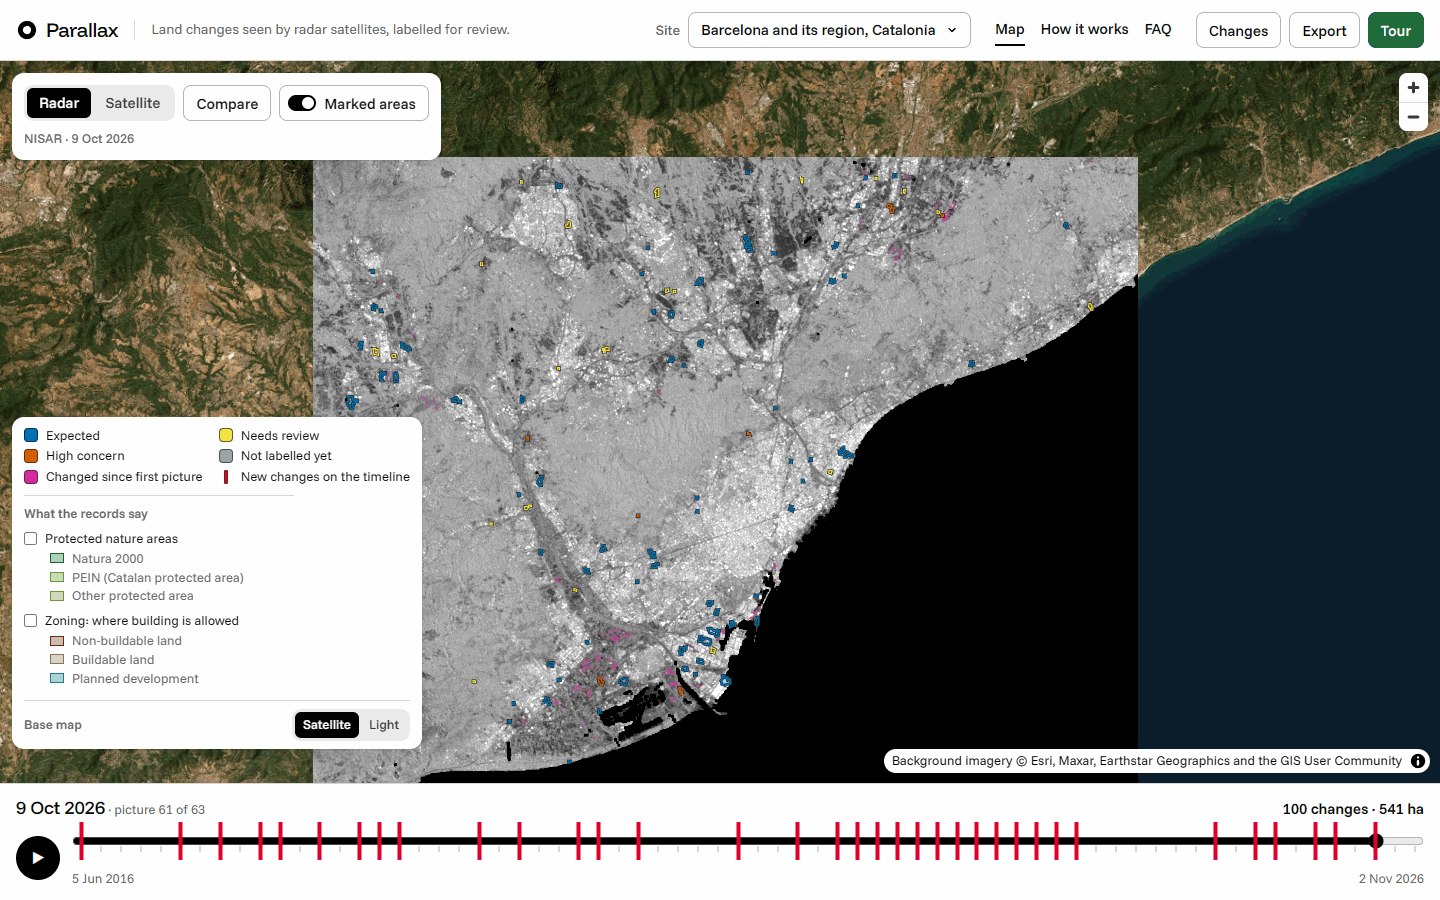 Parallax
Land changes seen by radar satellites, labelled for review.
Site
Barcelona and its region, Catalonia
Map
How it works
FAQ
Changes
Export
Tour
Radar
Satellite
Compare
Marked areas
NISAR · 9 Oct 2026
+
−
Expected
Needs review
High concern
Not labelled yet
Changed since first picture
New changes on the timeline
What the records say
Protected nature areas
Natura 2000
PEIN (Catalan protected area)
Other protected area
Zoning: where building is allowed
Non-buildable land
Buildable land
Planned development
Base map
Satellite
Light
Background imagery © Esri, Maxar, Earthstar Geographics and the GIS User Community
9 Oct 2026 · picture 61 of 63
100 changes · 541 ha
5 Jun 2016
2 Nov 2026